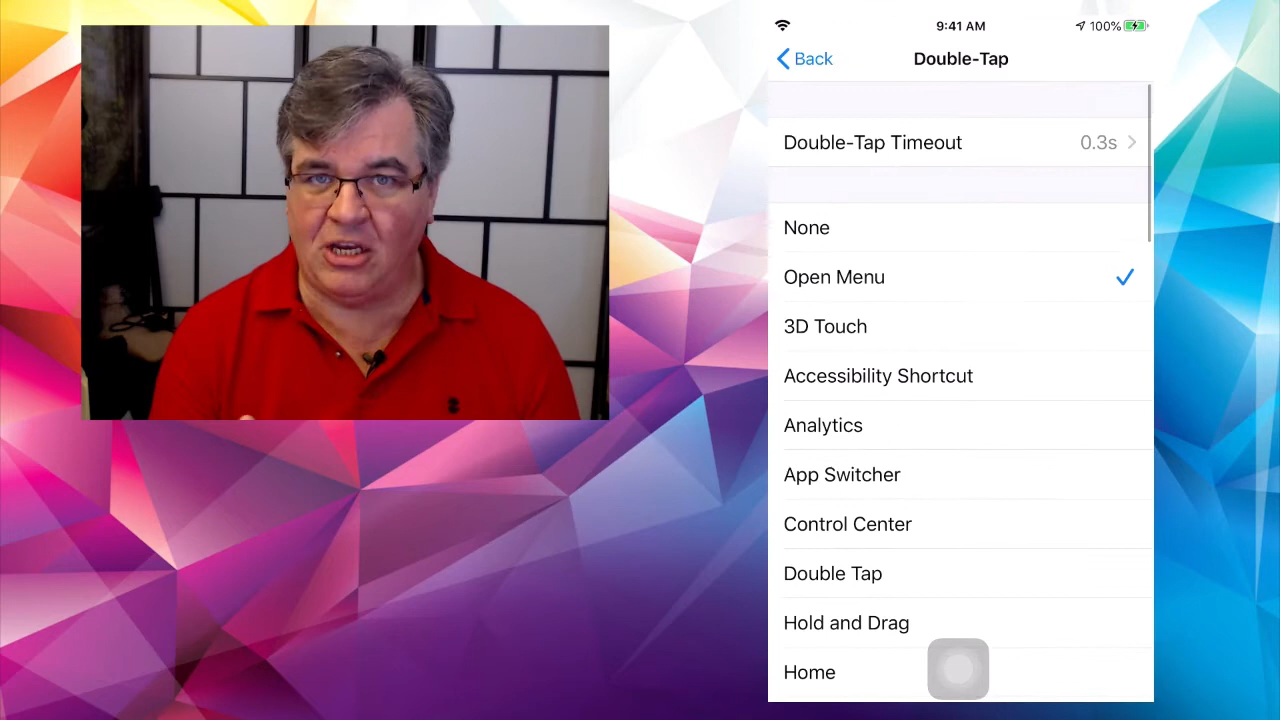 9:41 AM
100%
Back
Double-Tap
Double-Tap Timeout 0.3s
None
Open Menu
3D Touch
Accessibility Shortcut
Analytics
App Switcher
Control Center
Double Tap
Hold and Drag
Home